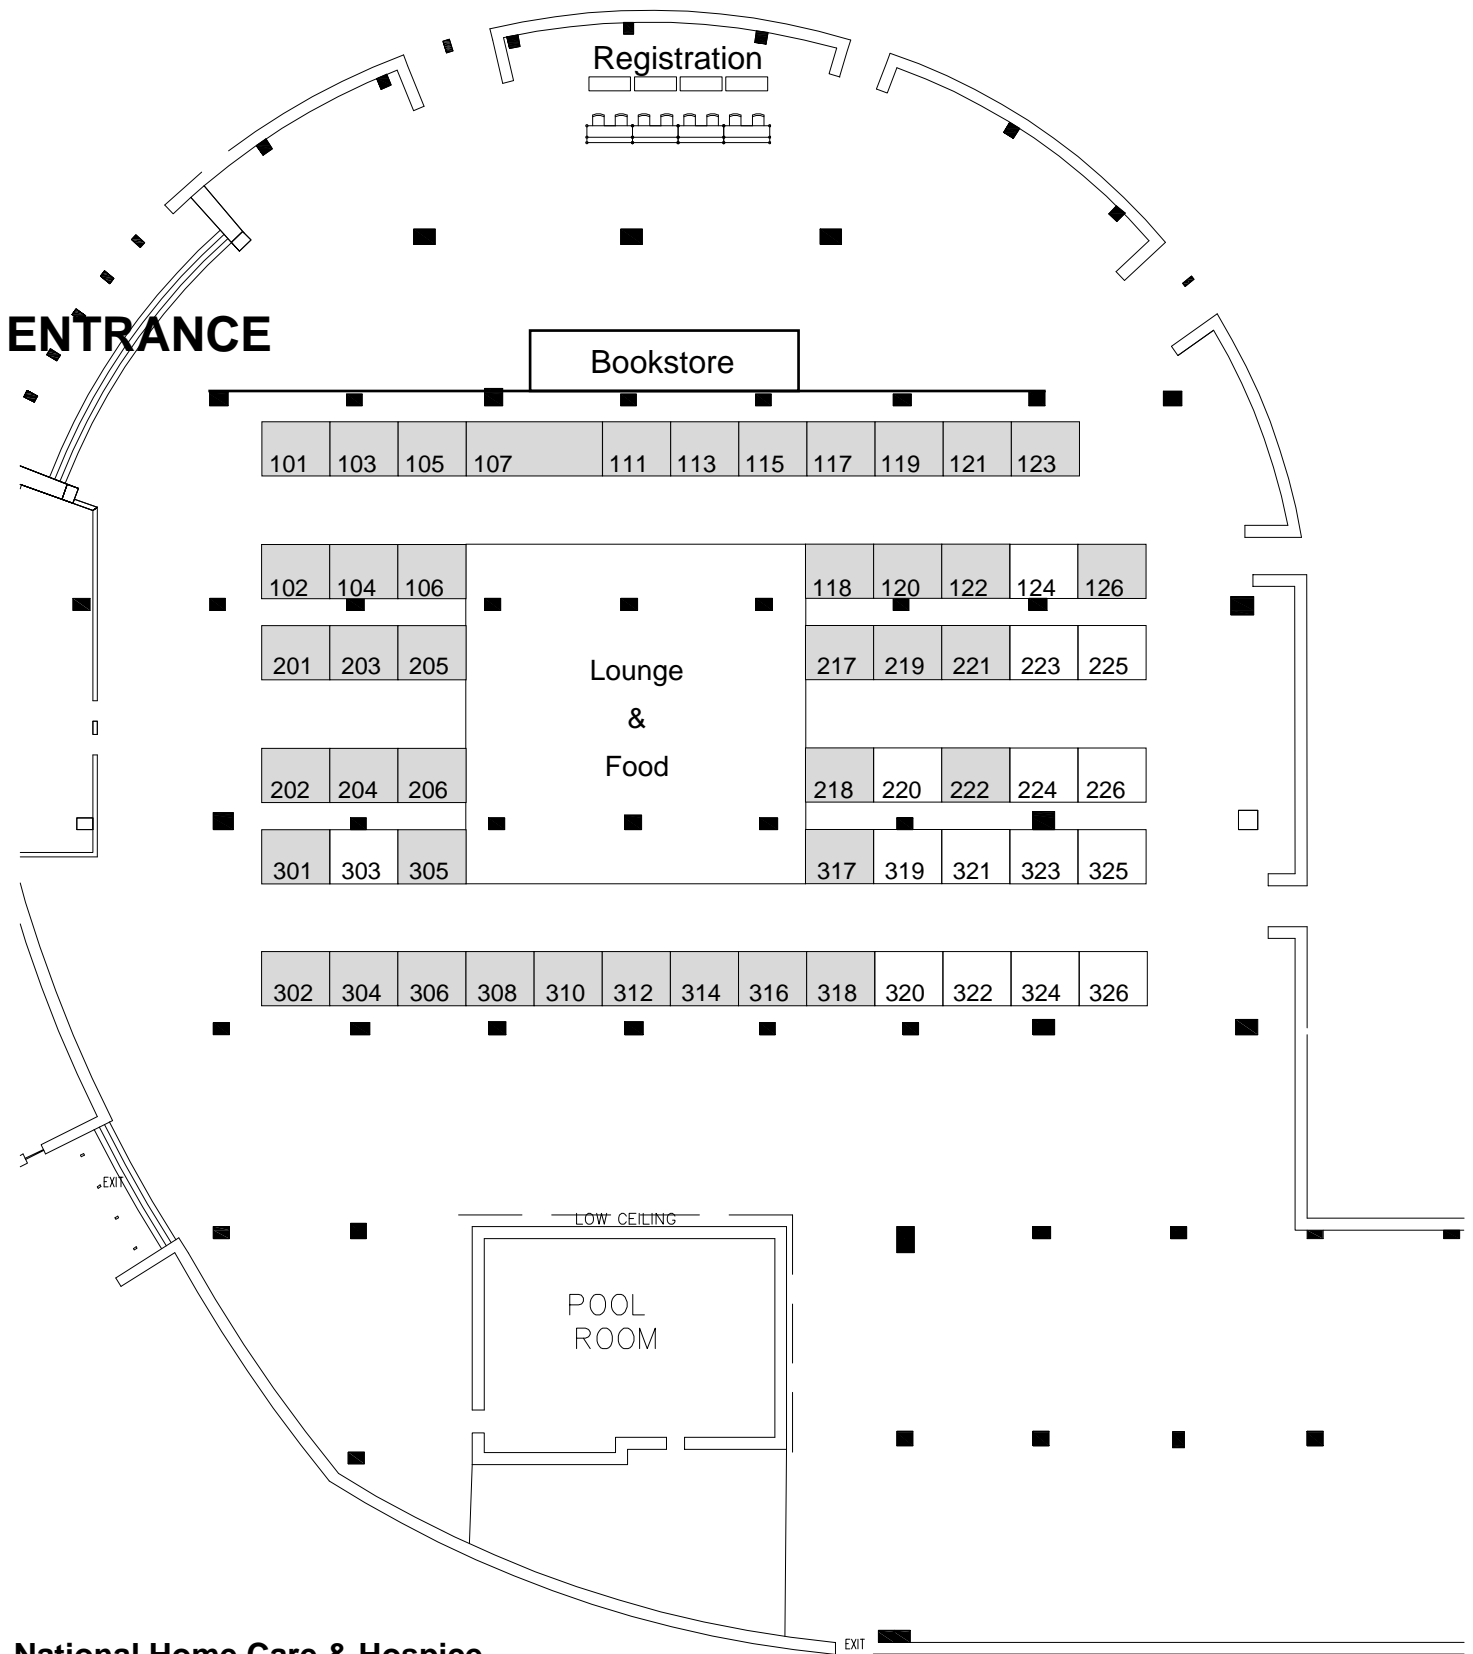 Registration
ENTRANCE
Bookstore
101 103 105 107 111 113 115 117 119 121 123
102 104 106 118 120 122 124 126
201 203 205 217 219 221 223 225
Lounge
&
Food
202 204 206 218 220 222 224 226
301 303 305 317 319 321 323 325
302 304 306 308 310 312 314 316 318 320 322 324 326
EXIT
LOW CEILING
POOL
ROOM
EXIT
National Home Care & Hospice